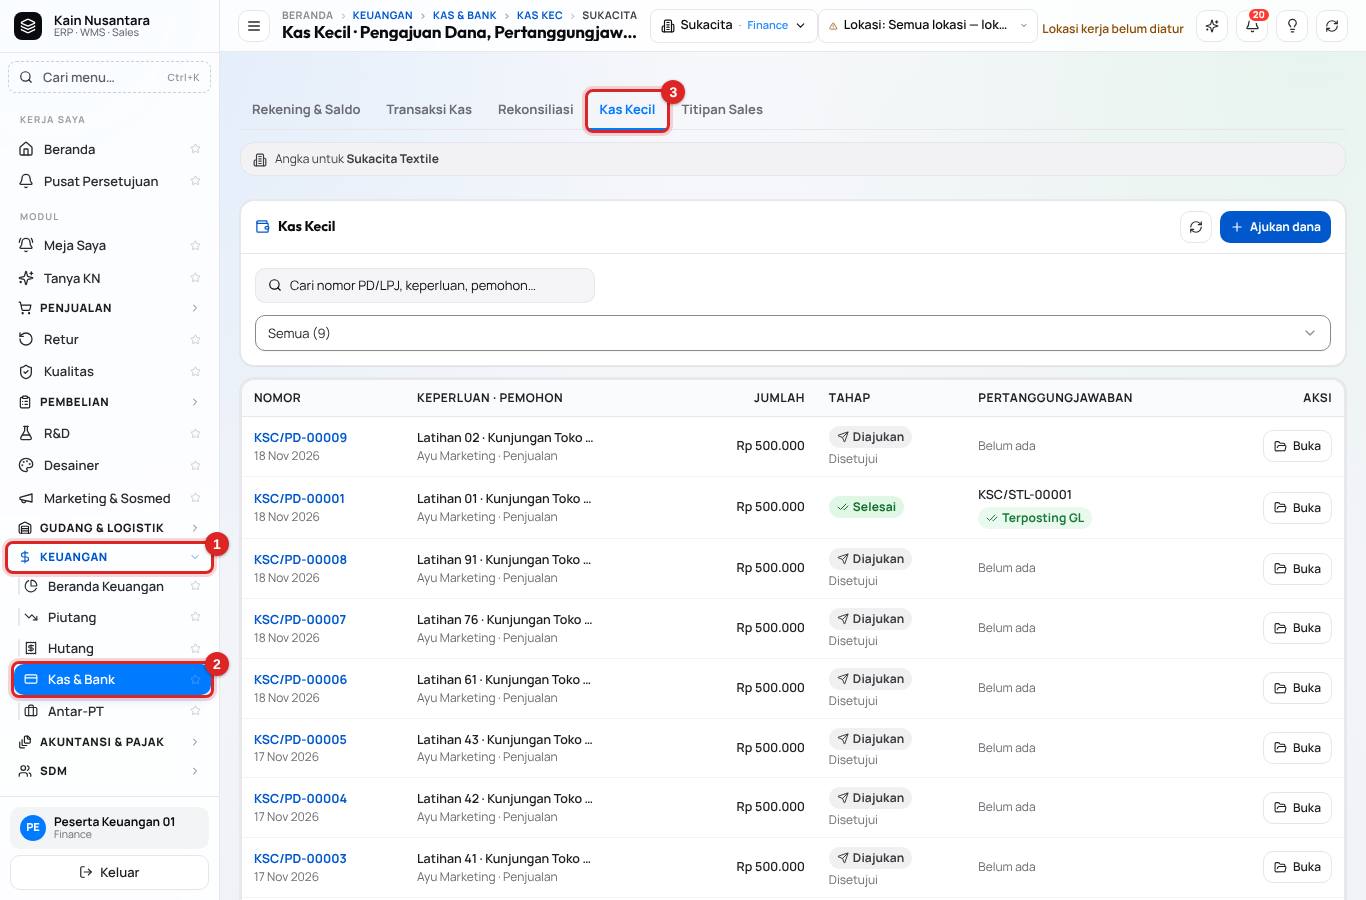 Kain Nusantara
ERP · WMS · Sales
Cari menu...
Ctrl+K
KERJA SAYA
Beranda
Pusat Persetujuan
MODUL
Meja Saya
Tanya KN
PENJUALAN
Retur
Kualitas
PEMBELIAN
R&D
Desainer
Marketing & Sosmed
GUDANG & LOGISTIK
KEUANGAN
1
Beranda Keuangan
Piutang
Hutang
Kas & Bank
2
Antar-PT
AKUNTANSI & PAJAK
SDM
PE
Peserta Keuangan 01
Finance
Keluar
BERANDA › KEUANGAN › KAS & BANK › KAS KEC › SUKACITA
Kas Kecil · Pengajuan Dana, Pertanggungjaw...
Sukacita · Finance
Lokasi: Semua lokasi — lok...
Lokasi kerja belum diatur
20
Rekening & Saldo
Transaksi Kas
Rekonsiliasi
Kas Kecil
3
Titipan Sales
Angka untuk Sukacita Textile
Kas Kecil
Ajukan dana
Cari nomor PD/LPJ, keperluan, pemohon...
Semua (9)
NOMOR KEPERLUAN · PEMOHON JUMLAH TAHAP PERTANGGUNGJAWABAN AKSI
KSC/PD-00009 Latihan 02 · Kunjungan Toko ... Rp 500.000 Diajukan Belum ada Buka
18 Nov 2026 Ayu Marketing · Penjualan Disetujui
KSC/PD-00001 Latihan 01 · Kunjungan Toko ... Rp 500.000 Selesai KSC/STL-00001 Buka
18 Nov 2026 Ayu Marketing · Penjualan Terposting GL
KSC/PD-00008 Latihan 91 · Kunjungan Toko ... Rp 500.000 Diajukan Belum ada Buka
18 Nov 2026 Ayu Marketing · Penjualan Disetujui
KSC/PD-00007 Latihan 76 · Kunjungan Toko ... Rp 500.000 Diajukan Belum ada Buka
18 Nov 2026 Ayu Marketing · Penjualan Disetujui
KSC/PD-00006 Latihan 61 · Kunjungan Toko ... Rp 500.000 Diajukan Belum ada Buka
18 Nov 2026 Ayu Marketing · Penjualan Disetujui
KSC/PD-00005 Latihan 43 · Kunjungan Toko ... Rp 500.000 Diajukan Belum ada Buka
17 Nov 2026 Ayu Marketing · Penjualan Disetujui
KSC/PD-00004 Latihan 42 · Kunjungan Toko ... Rp 500.000 Diajukan Belum ada Buka
17 Nov 2026 Ayu Marketing · Penjualan Disetujui
KSC/PD-00003 Latihan 41 · Kunjungan Toko ... Rp 500.000 Diajukan Belum ada Buka
17 Nov 2026 Ayu Marketing · Penjualan Disetujui